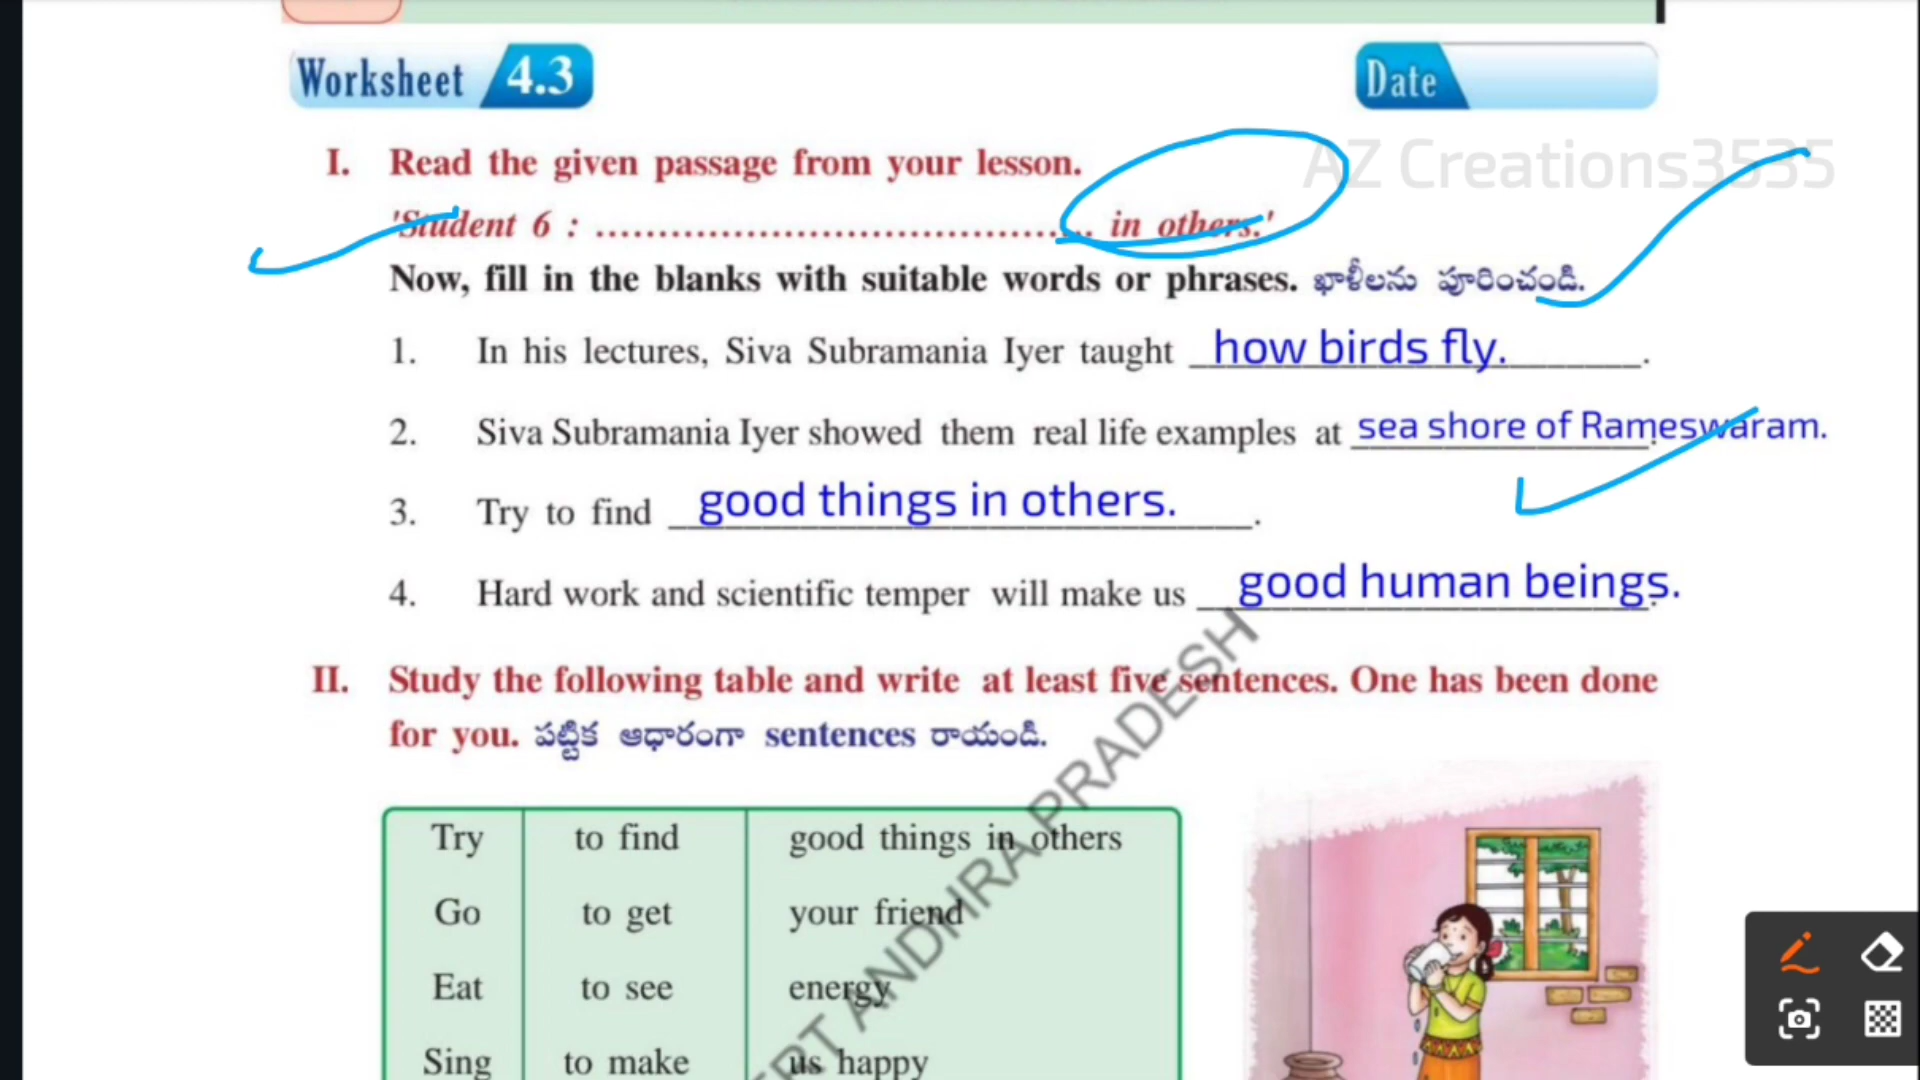 Worksheet 4.3
Date
AZ Creations3535
I. Read the given passage from your lesson.
'Student 6 : ........................................ in others.'
Now, fill in the blanks with suitable words or phrases. ఖాళీలను పూరించండి.
1. In his lectures, Siva Subramania Iyer taught how birds fly.
2. Siva Subramania Iyer showed them real life examples at sea shore of Rameswaram.
3. Try to find good things in others.
4. Hard work and scientific temper will make us good human beings.
II. Study the following table and write at least five sentences. One has been done
for you. పట్టిక ఆధారంగా sentences రాయండి.
Try to find good things in others
Go to get your friend
Eat to see energy
Sing to make us happy
ERT ANDHRA PRADESH